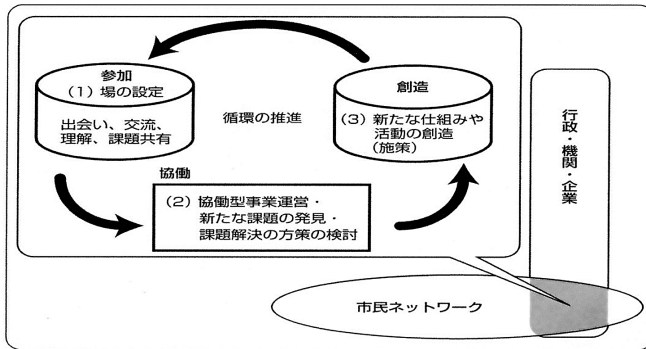 参加
(1) 場の設定
出会い、交流、
理解、課題共有
循環の推進
創造
(3) 新たな仕組みや
活動の創造
(施策)
協働
(2) 協働型事業運営・
新たな課題の発見・
課題解決の方策の検討
行政・機関・企業
市民ネットワーク